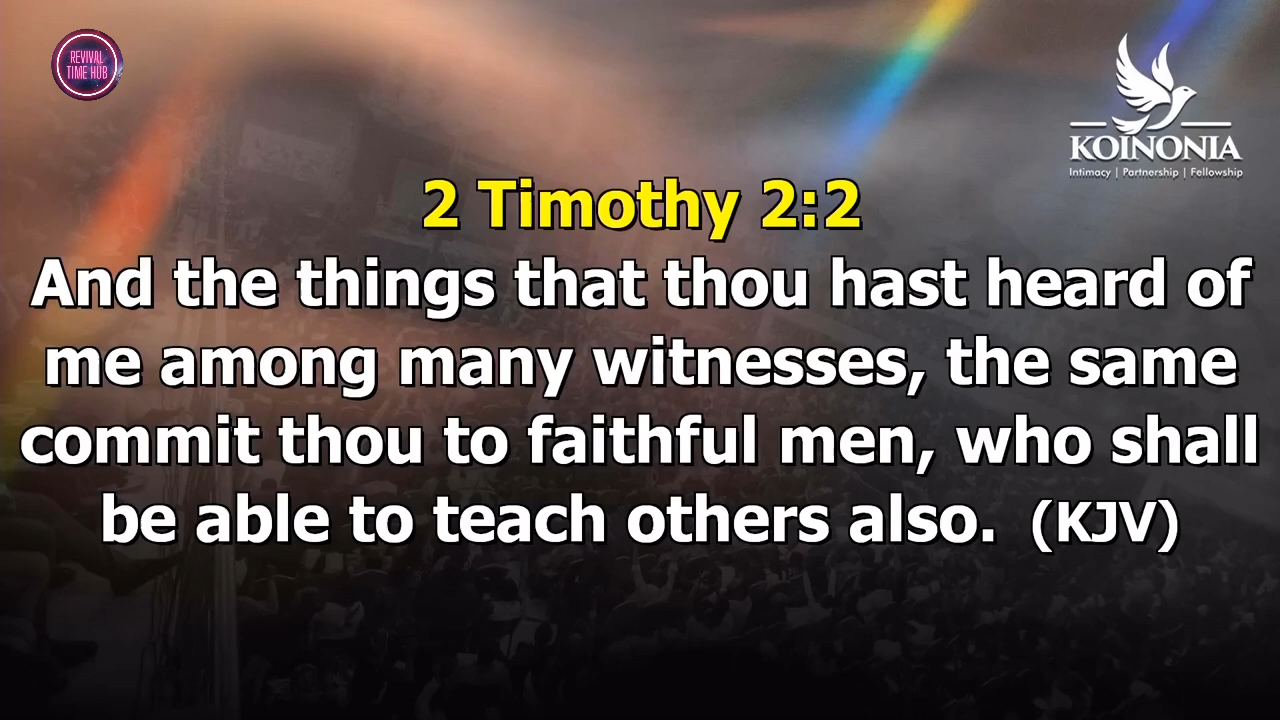 REVIVAL
TIME HUB
KOINONIA
Intimacy | Partnership | Fellowship
2 Timothy 2:2
And the things that thou hast heard of
me among many witnesses, the same
commit thou to faithful men, who shall
be able to teach others also. (KJV)